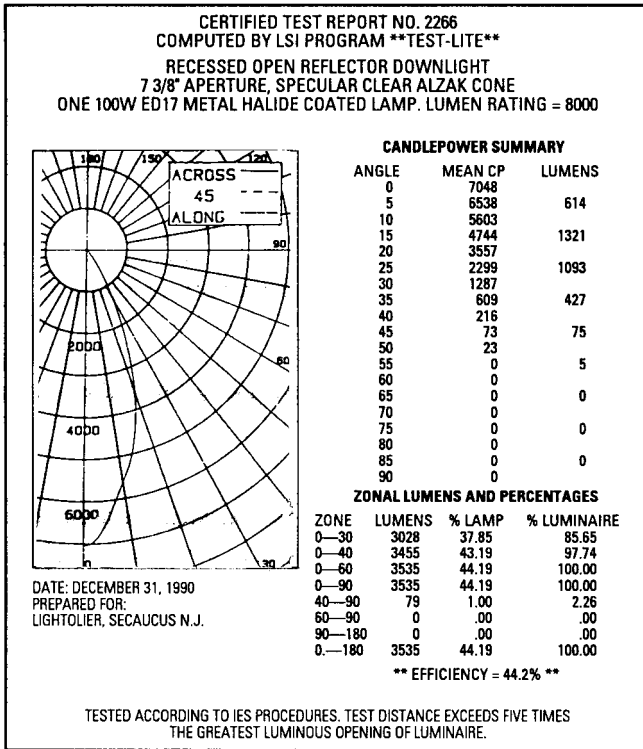 CERTIFIED TEST REPORT NO. 2266
COMPUTED BY LSI PROGRAM **TEST-LITE**
RECESSED OPEN REFLECTOR DOWNLIGHT
7 3/8" APERTURE, SPECULAR CLEAR ALZAK CONE
ONE 100W ED17 METAL HALIDE COATED LAMP. LUMEN RATING = 8000
180 150 120
ACROSS
45
ALONG
90
60
30
0
2000
4000
6000
DATE: DECEMBER 31, 1990
PREPARED FOR:
LIGHTOLIER, SECAUCUS N.J.
CANDLEPOWER SUMMARY
ANGLE MEAN CP LUMENS
0 7048
5 6538 614
10 5603
15 4744 1321
20 3557
25 2299 1093
30 1287
35 609 427
40 216
45 73 75
50 23
55 0 5
60 0
65 0 0
70 0
75 0 0
80 0
85 0 0
90 0
ZONAL LUMENS AND PERCENTAGES
ZONE LUMENS % LAMP % LUMINAIRE
0—30 3028 37.85 85.65
0—40 3455 43.19 97.74
0—60 3535 44.19 100.00
0—90 3535 44.19 100.00
40—90 79 1.00 2.26
60—90 0 .00 .00
90—180 0 .00 .00
0.—180 3535 44.19 100.00
** EFFICIENCY = 44.2% **
TESTED ACCORDING TO IES PROCEDURES. TEST DISTANCE EXCEEDS FIVE TIMES
THE GREATEST LUMINOUS OPENING OF LUMINAIRE.